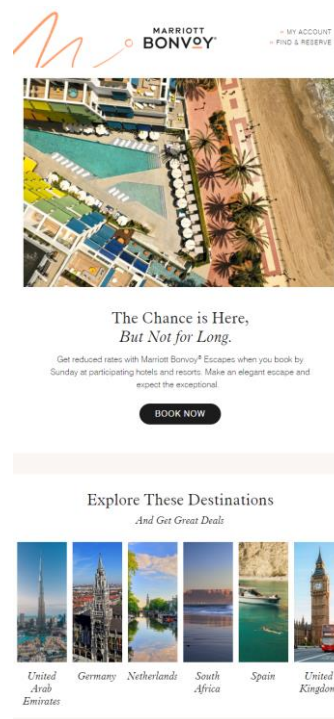 MARRIOTT
BONVOY
MY ACCOUNT
FIND & RESERVE
The Chance is Here,
But Not for Long.
Get reduced rates with Marriott Bonvoy® Escapes when you book by
Sunday at participating hotels and resorts. Make an elegant escape and
expect the exceptional.
BOOK NOW
Explore These Destinations
And Get Great Deals
United
Arab
Emirates
Germany
Netherlands
South
Africa
Spain
United
Kingdom